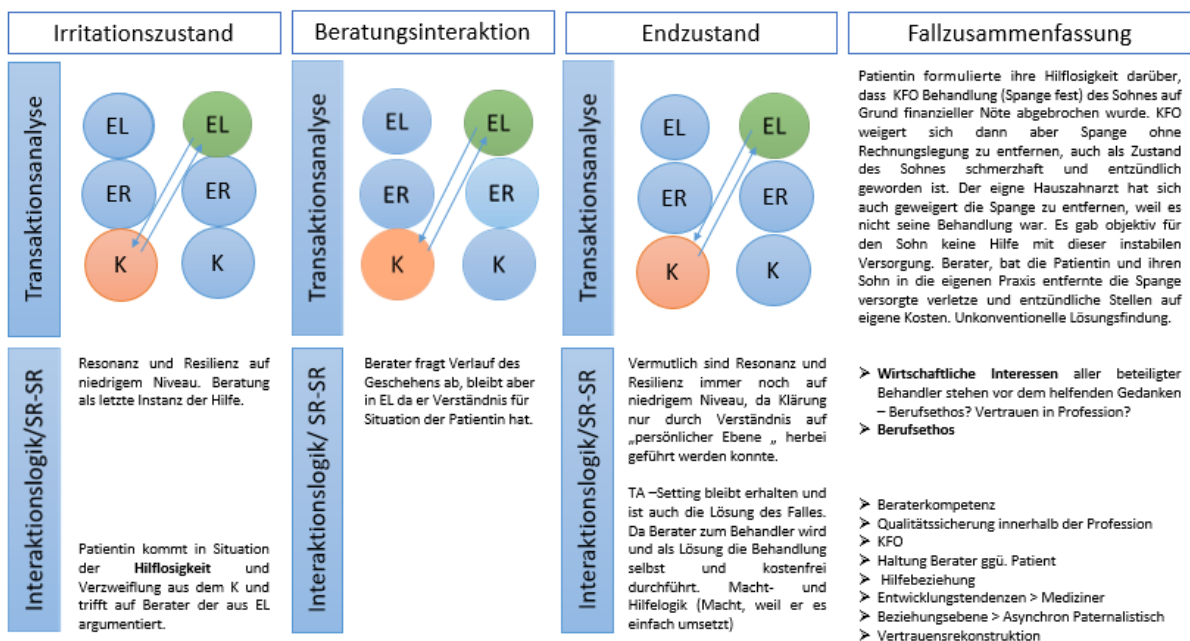 Irritationszustand
Beratungsinteraktion
Endzustand
Fallzusammenfassung
Transaktionsanalyse
EL
EL
ER
ER
K
K
Transaktionsanalyse
EL
EL
ER
ER
K
K
Transaktionsanalyse
EL
EL
ER
ER
K
K
Patientin formulierte ihre Hilflosigkeit darüber,
dass KFO Behandlung (Spange fest) des Sohnes auf
Grund finanzieller Nöte abgebrochen wurde. KFO
weigert sich dann aber Spange ohne
Rechnungslegung zu entfernen, auch als Zustand
des Sohnes schmerzhaft und entzündlich
geworden ist. Der eigne Hauszahnarzt hat sich
auch geweigert die Spange zu entfernen, weil es
nicht seine Behandlung war. Es gab objektiv für
den Sohn keine Hilfe mit dieser instabilen
Versorgung. Berater, bat die Patientin und ihren
Sohn in die eigenen Praxis entfernte die Spange
versorgte verletze und entzündliche Stellen auf
eigene Kosten. Unkonventionelle Lösungsfindung.
Interaktionslogik/SR-SR
Resonanz und Resilienz auf
niedrigem Niveau. Beratung
als letzte Instanz der Hilfe.
Patientin kommt in Situation
der Hilflosigkeit und
Verzweiflung aus dem K und
trifft auf Berater der aus EL
argumentiert.
Interaktionslogik/ SR-SR
Berater fragt Verlauf des
Geschehens ab, bleibt aber
in EL da er Verständnis für
Situation der Patientin hat.
Interaktionslogik/SR-SR
Vermutlich sind Resonanz und
Resilienz immer noch auf
niedrigem Niveau, da Klärung
nur durch Verständnis auf
„persönlicher Ebene „ herbei
geführt werden konnte.
TA –Setting bleibt erhalten und
ist auch die Lösung des Falles.
Da Berater zum Behandler wird
und als Lösung die Behandlung
selbst und kostenfrei
durchführt. Macht- und
Hilfelogik (Macht, weil er es
einfach umsetzt)
➤ Wirtschaftliche Interessen aller beteiligter
Behandler stehen vor dem helfenden Gedanken
– Berufsethos? Vertrauen in Profession?
➤ Berufsethos
➤ Beraterkompetenz
➤ Qualitätssicherung innerhalb der Profession
➤ KFO
➤ Haltung Berater ggü. Patient
➤ Hilfebeziehung
➤ Entwicklungstendenzen > Mediziner
➤ Beziehungsebene > Asynchron Paternalistisch
➤ Vertrauensrekonstruktion